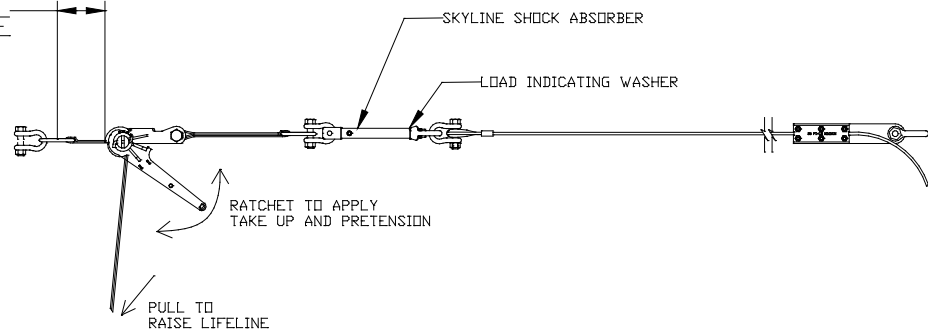 SKYLINE SHOCK ABSORBER
E
LOAD INDICATING WASHER
RATCHET TO APPLY
TAKE UP AND PRETENSION
PULL TO
RAISE LIFELINE